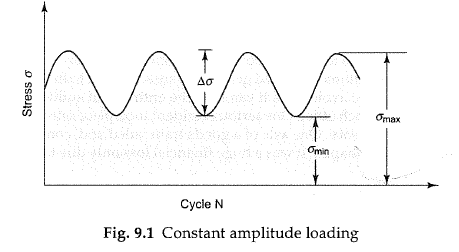 Stress σ
Δσ
σmax
σmin
Cycle N
Fig. 9.1 Constant amplitude loading